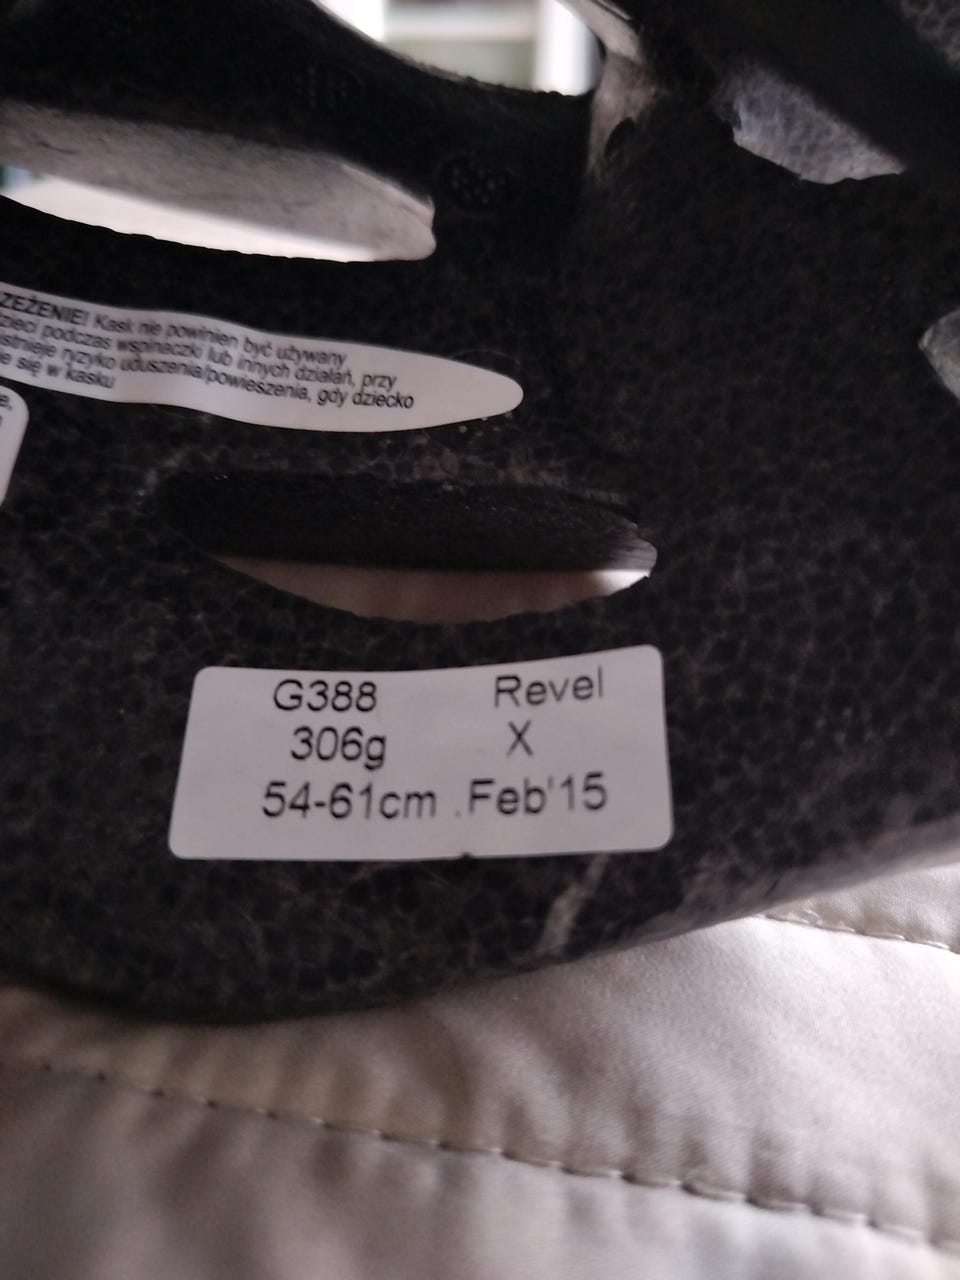 ZEŻENIE! Kask nie powinien być używany
dzieci podczas wspinaczki lub innych działań, przy
istnieje ryzyko uduszenia/powieszenia, gdy dziecko
się w kasku
G388 Revel
306g X
54-61cm .Feb'15